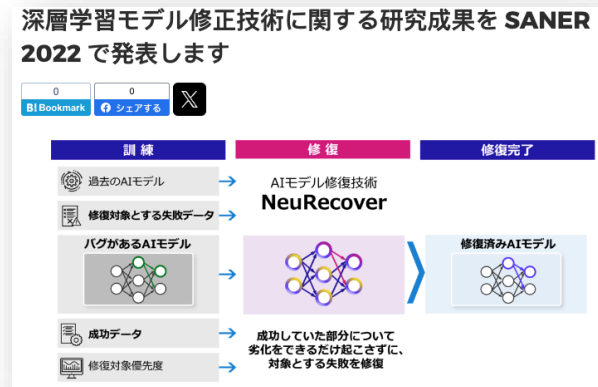 深層学習モデル修正技術に関する研究成果を SANER
2022 で発表します
0
B! Bookmark
0
シェアする
X
訓練
修復
修復完了
過去のAIモデル
AIモデル修復技術
NeuRecover
修復対象とする失敗データ
バグがあるAIモデル
修復済みAIモデル
成功データ
成功していた部分について
劣化をできるだけ起こさずに、
対象とする失敗を修復
修復対象優先度